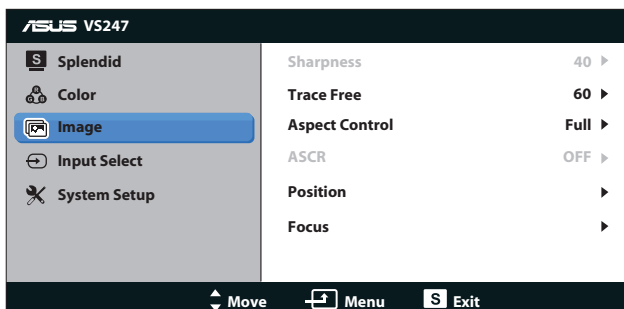 ASUS VS247
S Splendid
Color
Image
Input Select
System Setup
Sharpness 40
Trace Free 60
Aspect Control Full
ASCR OFF
Position
Focus
Move Menu S Exit